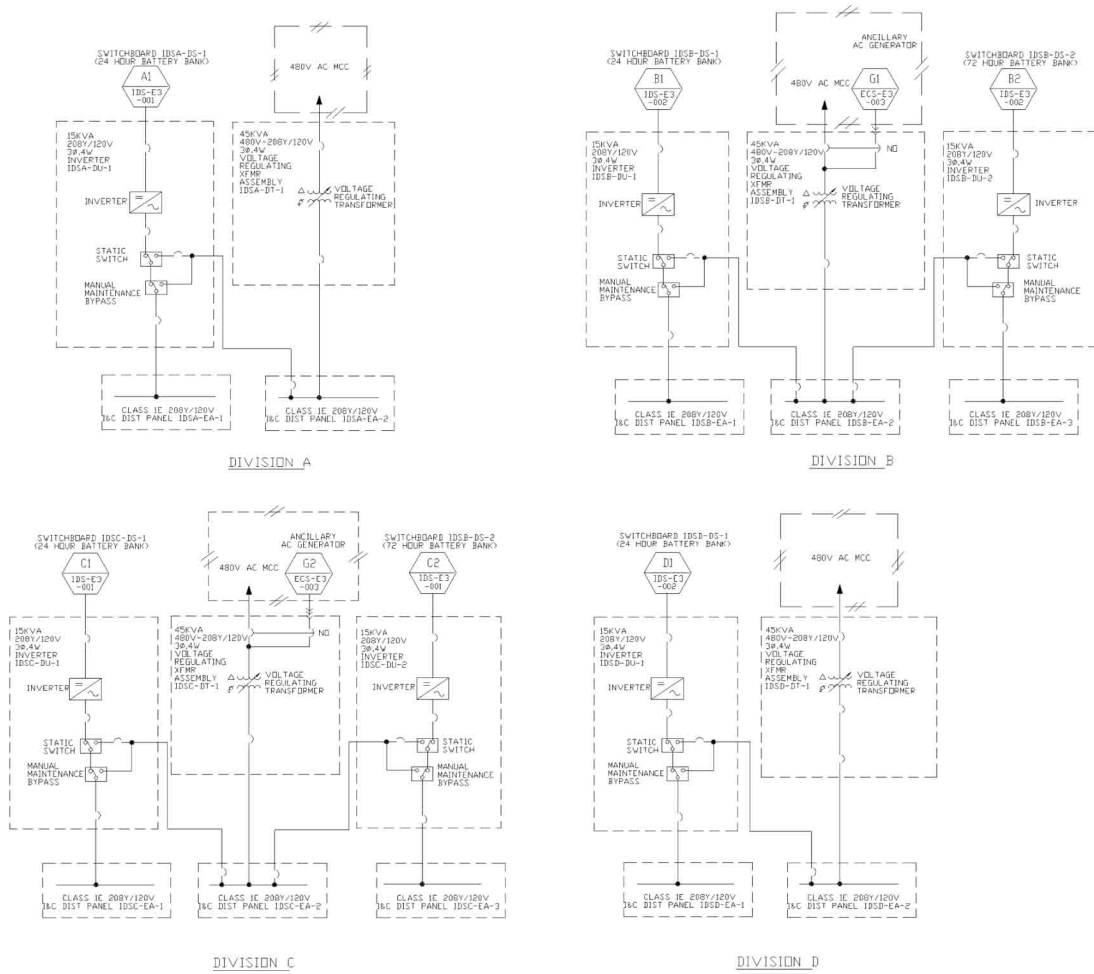 SWITCHBOARD IDSA-DS-1
(24 HOUR BATTERY BANK)
A1
IDS-E3
-001
480V AC MCC
15KVA
208Y/120V
3Ø,4W
INVERTER
IDSA-DU-1
INVERTER
STATIC
SWITCH
MANUAL
MAINTENANCE
BYPASS
45KVA
480V-208Y/120V
3Ø,4W
VOLTAGE
REGULATING
XFMR
ASSEMBLY
IDSA-DT-1
VOLTAGE
REGULATING
TRANSFORMER
CLASS 1E 208Y/120V
I&C DIST PANEL IDSA-EA-1
CLASS 1E 208Y/120V
I&C DIST PANEL IDSA-EA-2
DIVISION A
SWITCHBOARD IDSB-DS-1
(24 HOUR BATTERY BANK)
B1
IDS-E3
-002
ANCILLARY
AC GENERATOR
480V AC MCC
G1
ECS-E3
-003
SWITCHBOARD IDSB-DS-2
(72 HOUR BATTERY BANK)
B2
IDS-E3
-002
15KVA
208Y/120V
3Ø,4W
INVERTER
IDSB-DU-1
INVERTER
STATIC
SWITCH
MANUAL
MAINTENANCE
BYPASS
45KVA
480V-208Y/120V
3Ø,4W
VOLTAGE
REGULATING
XFMR
ASSEMBLY
IDSB-DT-1
NO
VOLTAGE
REGULATING
TRANSFORMER
15KVA
208Y/120V
3Ø,4W
INVERTER
IDSB-DU-2
INVERTER
STATIC
SWITCH
MANUAL
MAINTENANCE
BYPASS
CLASS 1E 208Y/120V
I&C DIST PANEL IDSB-EA-1
CLASS 1E 208Y/120V
I&C DIST PANEL IDSB-EA-2
CLASS 1E 208Y/120V
I&C DIST PANEL IDSB-EA-3
DIVISION B
SWITCHBOARD IDSC-DS-1
(24 HOUR BATTERY BANK)
C1
IDS-E3
-001
ANCILLARY
AC GENERATOR
480V AC MCC
G2
ECS-E3
-003
SWITCHBOARD IDSB-DS-2
(72 HOUR BATTERY BANK)
C2
IDS-E3
-001
15KVA
208Y/120V
3Ø,4W
INVERTER
IDSC-DU-1
INVERTER
STATIC
SWITCH
MANUAL
MAINTENANCE
BYPASS
45KVA
480V-208Y/120V
3Ø,4W
VOLTAGE
REGULATING
XFMR
ASSEMBLY
IDSC-DT-1
NO
VOLTAGE
REGULATING
TRANSFORMER
15KVA
208Y/120V
3Ø,4W
INVERTER
IDSC-DU-2
INVERTER
STATIC
SWITCH
MANUAL
MAINTENANCE
BYPASS
CLASS 1E 208Y/120V
I&C DIST PANEL IDSC-EA-1
CLASS 1E 208Y/120V
I&C DIST PANEL IDSC-EA-2
CLASS 1E 208Y/120V
I&C DIST PANEL IDSC-EA-3
DIVISION C
SWITCHBOARD IDSD-DS-1
(24 HOUR BATTERY BANK)
D1
IDS-E3
-002
480V AC MCC
15KVA
208Y/120V
3Ø,4W
INVERTER
IDSD-DU-1
INVERTER
STATIC
SWITCH
MANUAL
MAINTENANCE
BYPASS
45KVA
480V-208Y/120V
3Ø,4W
VOLTAGE
REGULATING
XFMR
ASSEMBLY
IDSD-DT-1
VOLTAGE
REGULATING
TRANSFORMER
CLASS 1E 208Y/120V
I&C DIST PANEL IDSD-EA-1
CLASS 1E 208Y/120V
I&C DIST PANEL IDSD-EA-2
DIVISION D